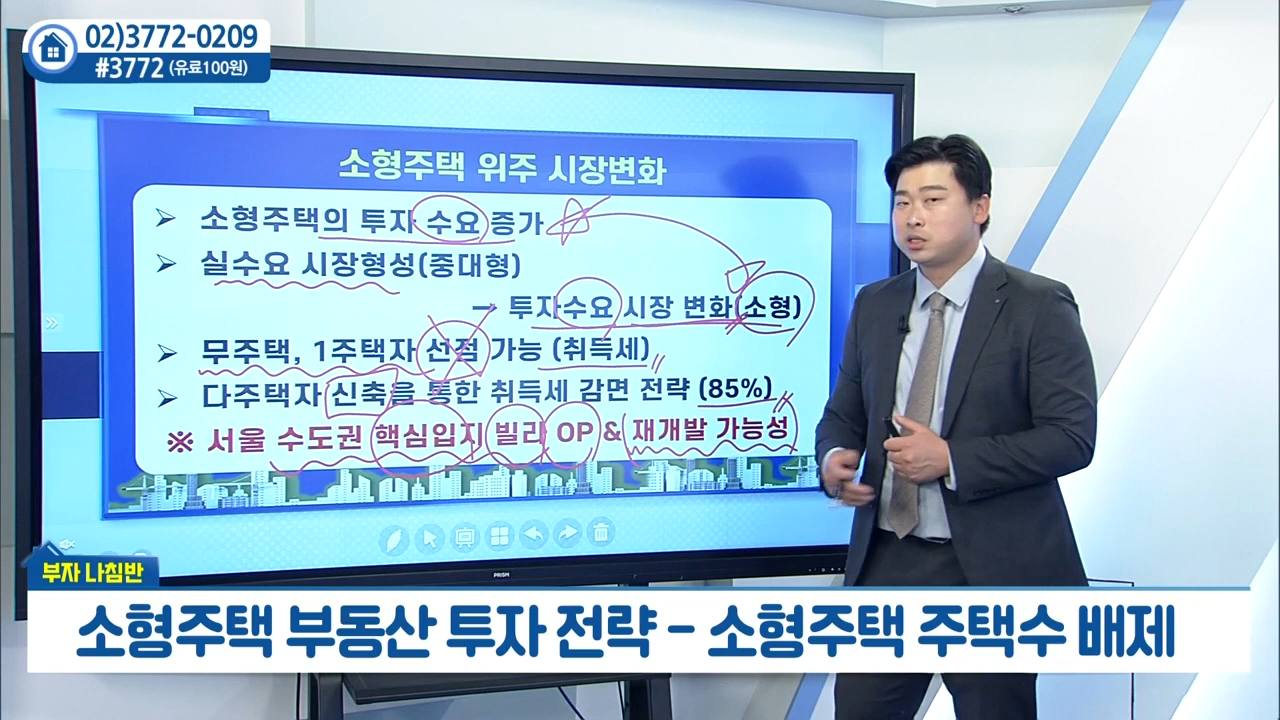 02)3772-0209
#3772 (유료100원)
소형주택 위주 시장변화
➢ 소형주택의 투자 수요 증가
➢ 실수요 시장형성(중대형)
→ 투자수요 시장 변화(소형)
➢ 무주택, 1주택자 선점 가능 (취득세)
➢ 다주택자 신축을 통한 취득세 감면 전략 (85%)
※ 서울 수도권 핵심입지 빌라 OP & 재개발 가능성
PRISM
부자 나침반
소형주택 부동산 투자 전략 - 소형주택 주택수 배제